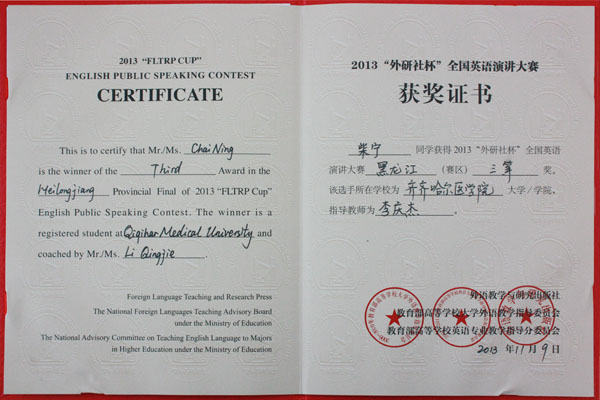 2013 “FLTRP CUP”
ENGLISH PUBLIC SPEAKING CONTEST
CERTIFICATE
This is to certify that Mr./Ms. Chai Ning
is the winner of the Third Award in the
Heilongjiang Provincial Final of 2013 “FLTRP Cup”
English Public Speaking Contest. The winner is a
registered student at Qiqihar Medical University and
coached by Mr./Ms. Li Qingjie.
Foreign Language Teaching and Research Press
The National Foreign Languages Teaching Advisory Board
under the Ministry of Education
The National Advisory Committee on Teaching English Language to Majors
in Higher Education under the Ministry of Education
2013 “外研社杯” 全国英语演讲大赛
获奖证书
柴宁 同学获得 2013 “外研社杯” 全国英语
演讲大赛 黑龙江 (赛区) 三等 奖。
该选手所在学校为 齐齐哈尔医学院 大学/学院,
指导教师为 李庆杰 。
外语教学与研究出版社
教育部高等学校大学外语教学指导委员会
教育部高等学校英语专业教学指导分委员会
2013 年 11 月 9 日